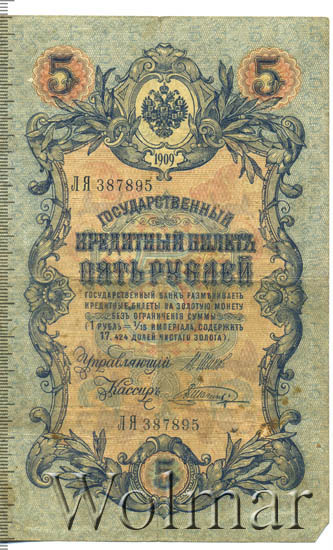 5 5
1909
ЛЯ 387895
ГОСУДАРСТВЕННЫЙ
КРЕДИТНЫЙ БИЛЕТЪ
ПЯТЬ РУБЛЕЙ
ГОСУДАРСТВЕННЫЙ БАНКЪ РАЗМѢНИВАЕТЪ
КРЕДИТНЫЕ БИЛЕТЫ НА ЗОЛОТУЮ МОНЕТУ
БЕЗЪ ОГРАНИЧЕНІЯ СУММЫ
(1 РУБЛЬ = 1/15 ИМПЕРІАЛА, СОДЕРЖИТЪ
17,424 ДОЛЕЙ ЧИСТАГО ЗОЛОТА).
Управляющій
Кассиръ
ЛЯ 387895
5
Wolmar